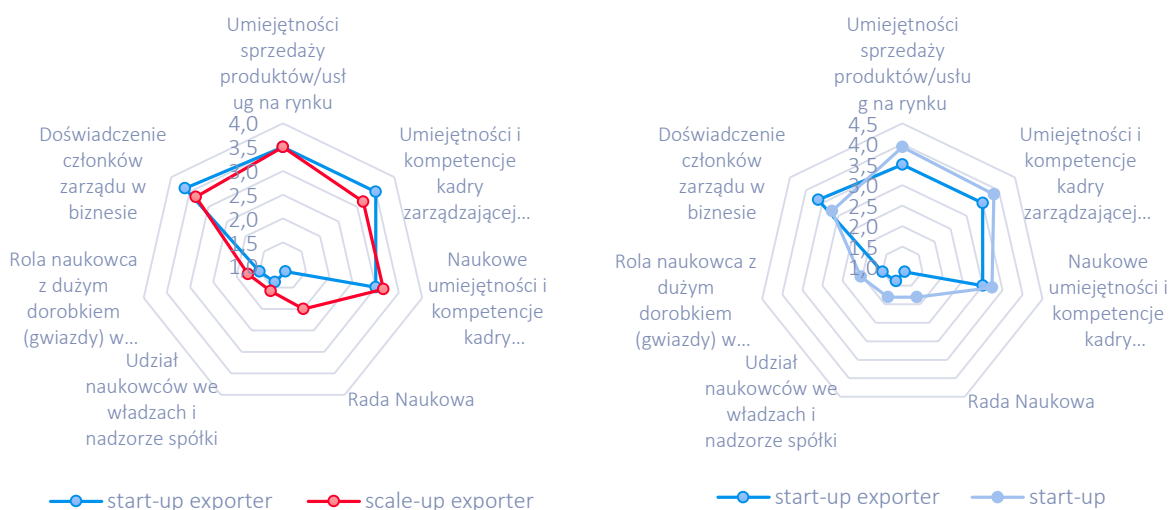 Umiejętności
sprzedaży
produktów/usł
ug na rynku
Umiejętności i
kompetencje
kadry
zarządzającej...
Naukowe
umiejętności i
kompetencje
kadry...
Rada Naukowa
Udział
naukowców we
władzach i
nadzorze spółki
Rola naukowca
z dużym
dorobkiem
(gwiazdy) w...
Doświadczenie
członków
zarządu w
biznesie
4,0
3,5
3,0
2,5
2,0
1,5
1,0
start-up exporter
scale-up exporter
Umiejętności
sprzedaży
produktów/usłu
g na rynku
Umiejętności i
kompetencje
kadry
zarządzającej...
Naukowe
umiejętności i
kompetencje
kadry...
Rada Naukowa
Udział
naukowców we
władzach i
nadzorze spółki
Rola naukowca z
dużym
dorobkiem
(gwiazdy) w...
Doświadczenie
członków
zarządu w
biznesie
4,5
4,0
3,5
3,0
2,5
2,0
1,5
1,0
start-up exporter
start-up